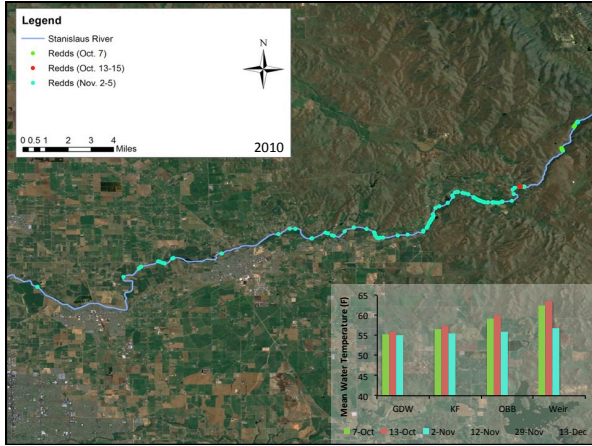 Legend
Stanislaus River
Redds (Oct. 7)
Redds (Oct. 13-15)
Redds (Nov. 2-5)
N
0 0.5 1 2 3 4
Miles
2010
Mean Water Temperature (F)
65
60
55
50
45
40
GDW KF OBB Weir
7-Oct 13-Oct 2-Nov 12-Nov 29-Nov 13-Dec